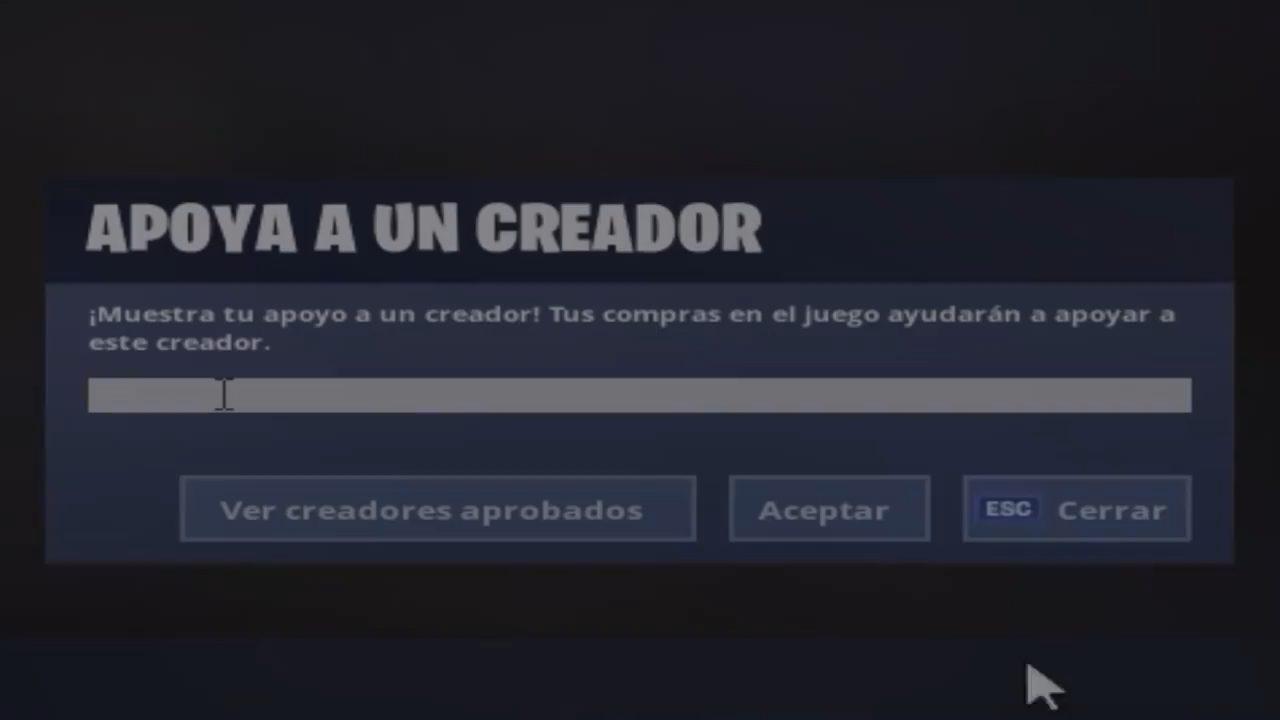 APOYA A UN CREADOR
¡Muestra tu apoyo a un creador! Tus compras en el juego ayudarán a apoyar a
este creador.
Ver creadores aprobados
Aceptar
ESC Cerrar